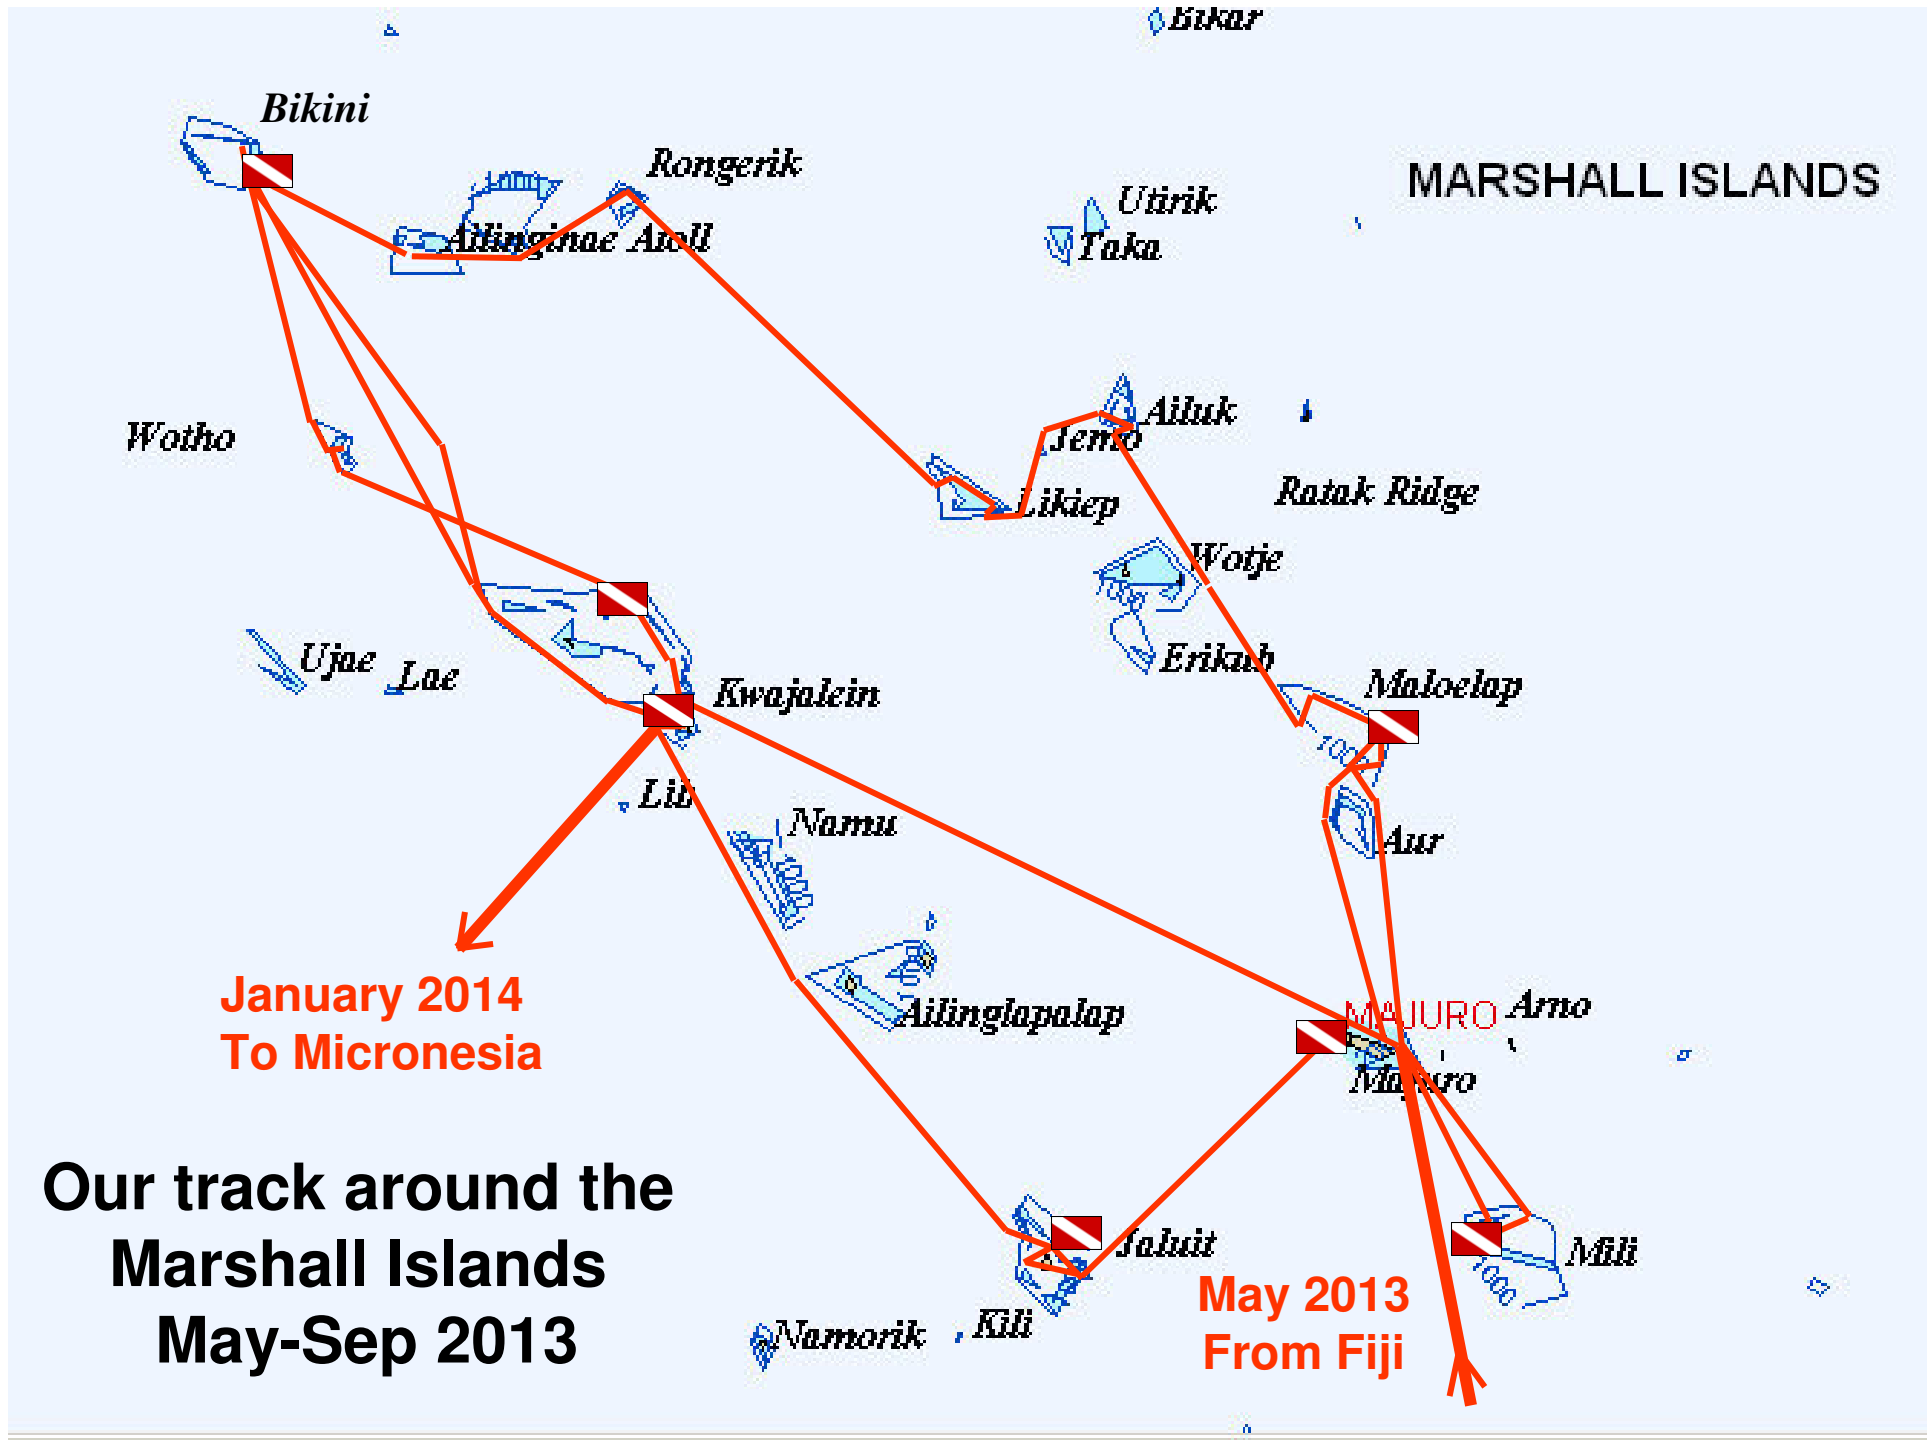 Bikar
Bikini
Rongerik
MARSHALL ISLANDS
Utirik
Ailinginae Atoll
Taka
Ailuk
Wotho
Jemo
Likiep
Ratak Ridge
Wotje
Ujae
Lae
Erikub
Kwajalein
Maloelap
100
Lib
Namu
Aur
January 2014
To Micronesia
Ailinglapalap
MAJURO
Arno
Majuro
Our track around the
Marshall Islands
May-Sep 2013
Jaluit
Mili
1000
May 2013
From Fiji
Namorik
Kili